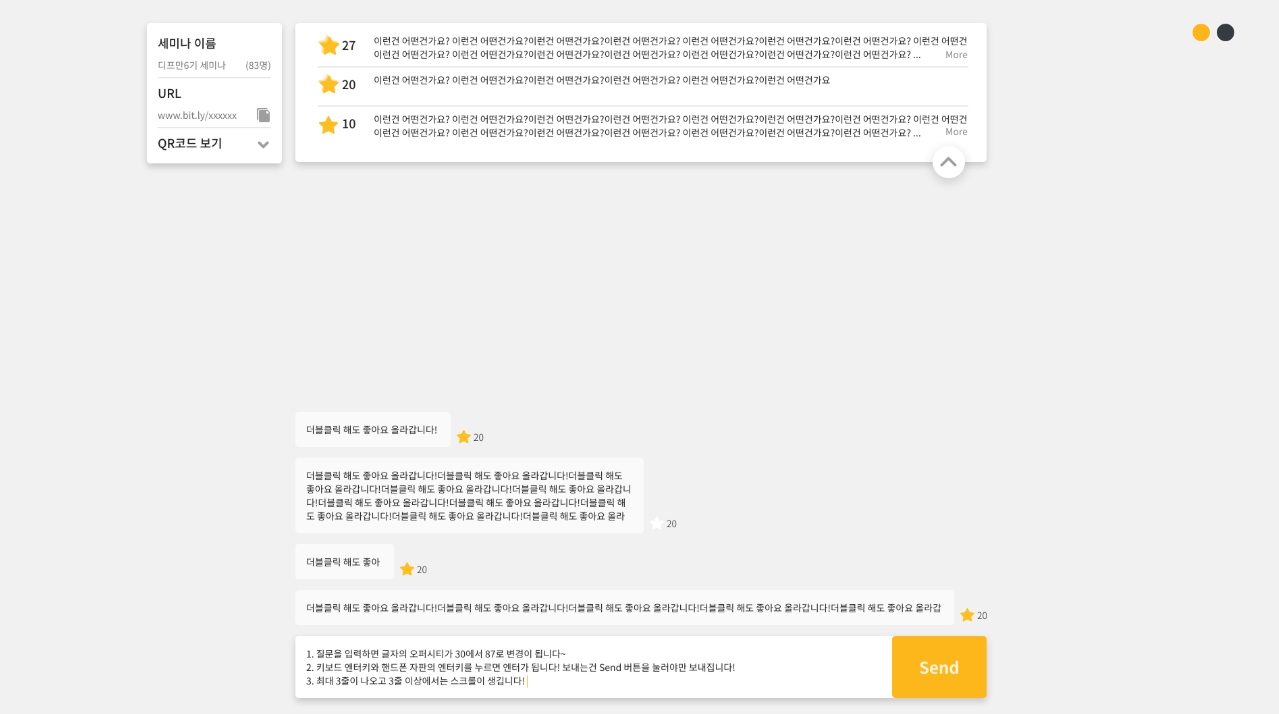 세미나 이름
디프만6기 세미나 (83명)
URL
www.bit.ly/xxxxxx
QR코드 보기
27 이런건 어떤건가요? 이런건 어떤건가요?이런건 어떤건가요?이런건 어떤건가요? 이런건 어떤건가요?이런건 어떤건가요?이런건 어떤건가요? 이런건 어떤건
이런건 어떤건가요? 이런건 어떤건가요?이런건 어떤건가요?이런건 어떤건가요? 이런건 어떤건가요?이런건 어떤건가요?이런건 어떤건가요? ... More
20 이런건 어떤건가요? 이런건 어떤건가요?이런건 어떤건가요?이런건 어떤건가요? 이런건 어떤건가요?이런건 어떤건가요
10 이런건 어떤건가요? 이런건 어떤건가요?이런건 어떤건가요?이런건 어떤건가요? 이런건 어떤건가요?이런건 어떤건가요?이런건 어떤건가요? 이런건 어떤건
이런건 어떤건가요? 이런건 어떤건가요?이런건 어떤건가요?이런건 어떤건가요? 이런건 어떤건가요?이런건 어떤건가요?이런건 어떤건가요? ... More
더블클릭 해도 좋아요 올라갑니다!
20
더블클릭 해도 좋아요 올라갑니다!더블클릭 해도 좋아요 올라갑니다!더블클릭 해도
좋아요 올라갑니다!더블클릭 해도 좋아요 올라갑니다!더블클릭 해도 좋아요 올라갑니
다!더블클릭 해도 좋아요 올라갑니다!더블클릭 해도 좋아요 올라갑니다!더블클릭 해
도 좋아요 올라갑니다!더블클릭 해도 좋아요 올라갑니다!더블클릭 해도 좋아요 올라
20
더블클릭 해도 좋아
20
더블클릭 해도 좋아요 올라갑니다!더블클릭 해도 좋아요 올라갑니다!더블클릭 해도 좋아요 올라갑니다!더블클릭 해도 좋아요 올라갑니다!더블클릭 해도 좋아요 올라갑
20
1. 질문을 입력하면 글자의 오퍼시티가 30에서 87로 변경이 됩니다~
2. 키보드 엔터키와 핸드폰 자판의 엔터키를 누르면 엔터가 됩니다! 보내는건 Send 버튼을 눌러야만 보내집니다!
3. 최대 3줄이 나오고 3줄 이상에서는 스크롤이 생깁니다!
Send